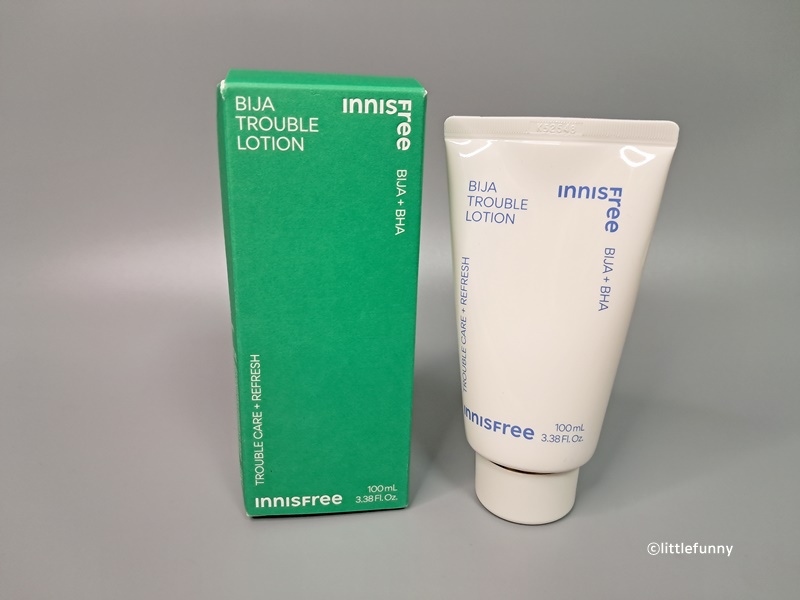 BIJA
TROUBLE
LOTION
INNISFree
BIJA + BHA
TROUBLE CARE + REFRESH
INNISFree
100 mL
3.38 Fl. Oz.
BIJA
TROUBLE
LOTION
INNISFree
BIJA + BHA
TROUBLE CARE + REFRESH
INNISFree
100 mL
3.38 Fl. Oz.
©littlefunny